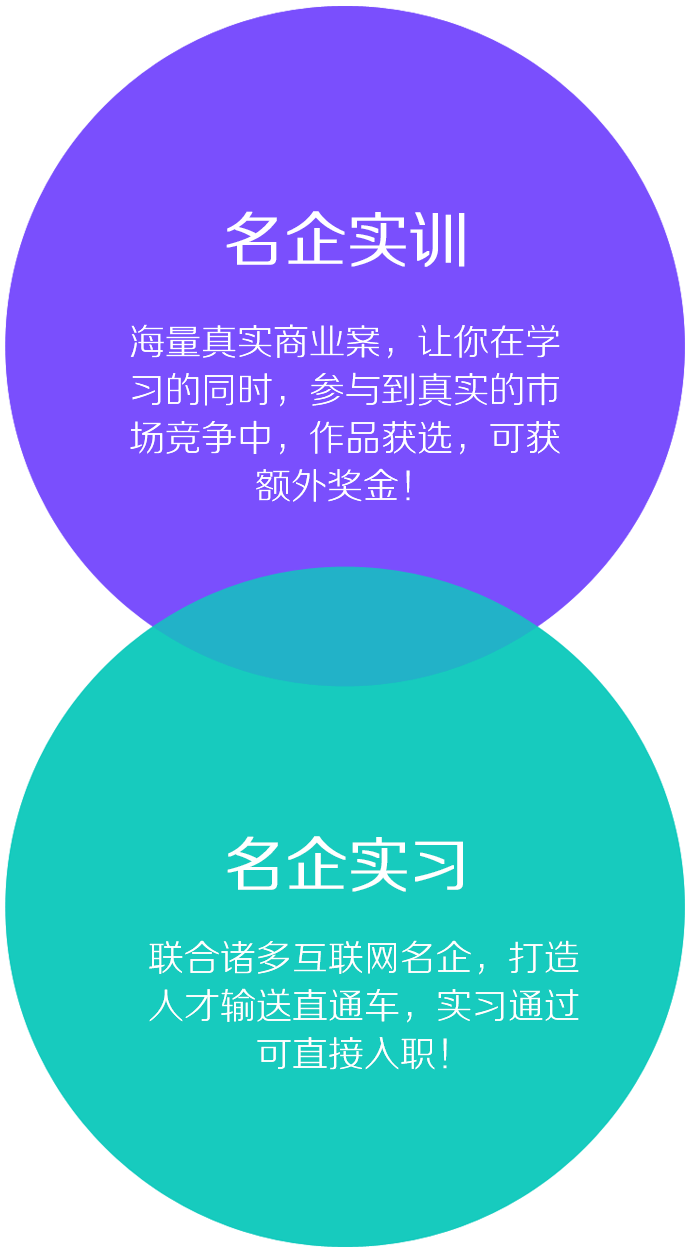 名企实训
海量真实商业案，让你在学
习的同时，参与到真实的市
场竞争中，作品获选，可获
额外奖金！
名企实习
联合诸多互联网名企，打造
人才输送直通车，实习通过
可直接入职！